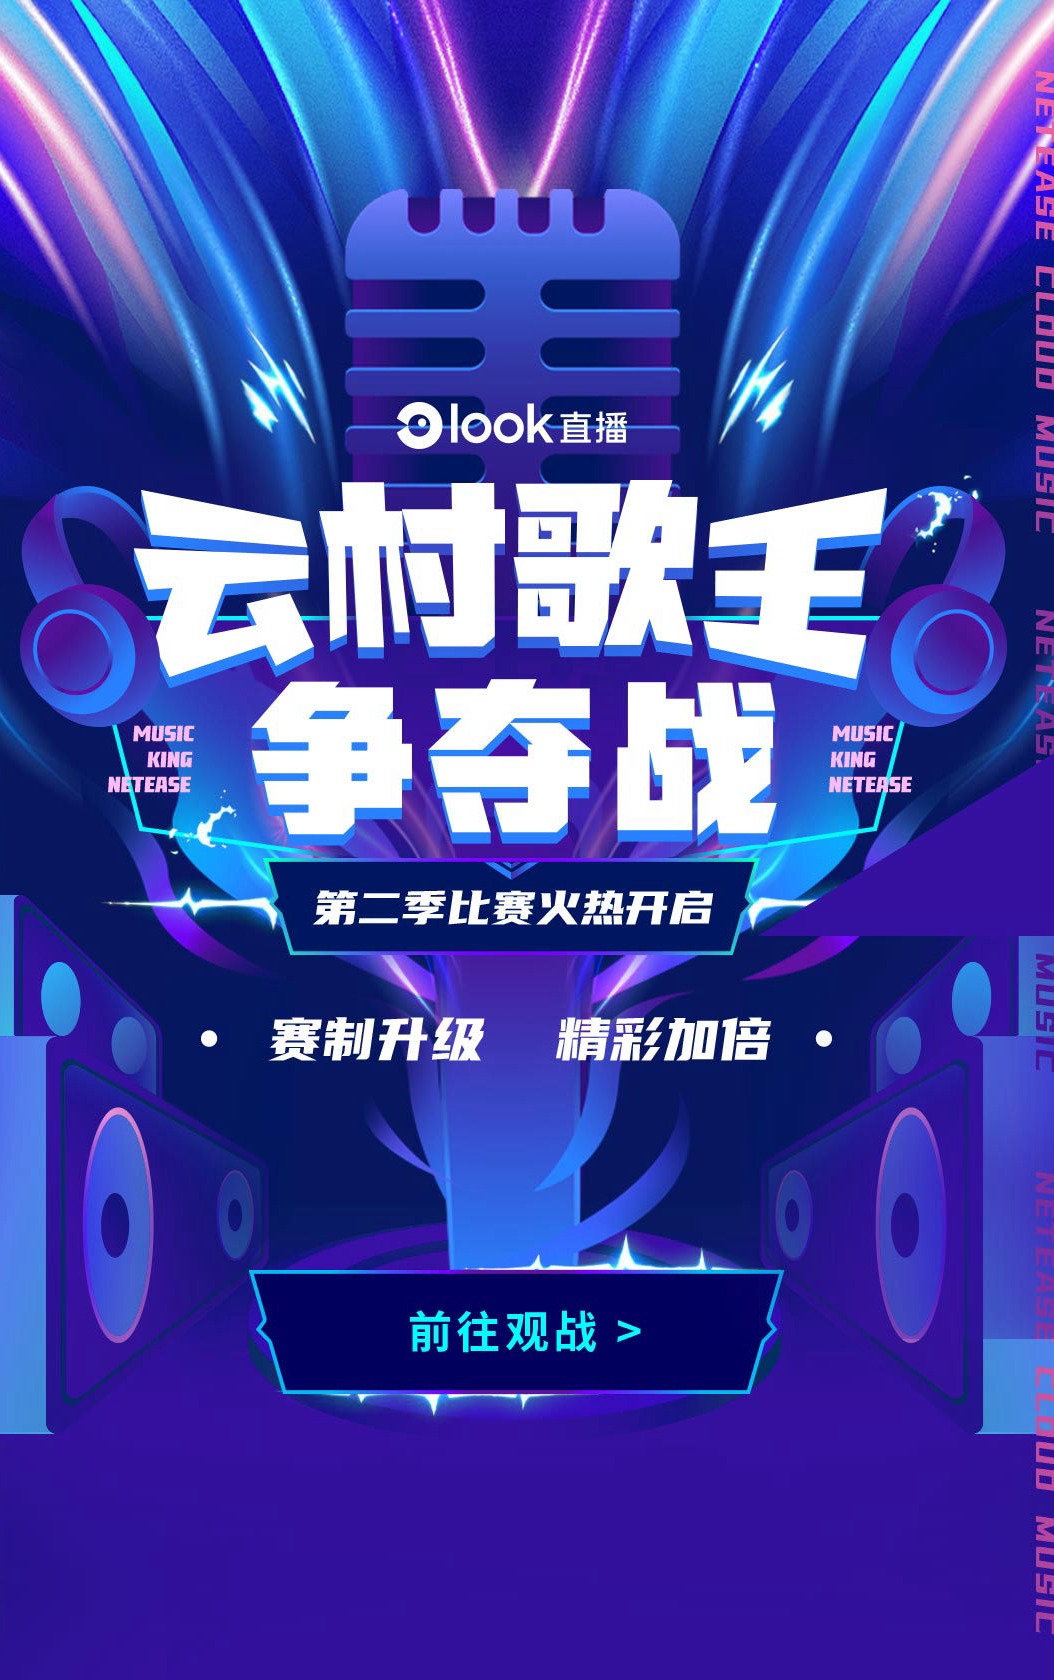 look直播
云村歌王
争夺战
MUSIC
KING
NETEASE
MUSIC
KING
NETEASE
第二季比赛火热开启
• 赛制升级 精彩加倍 •
前往观战 >
NETEASE CLOUD MUSIC
NETEASE
MUSIC
NETEASE CLOUD MUSIC